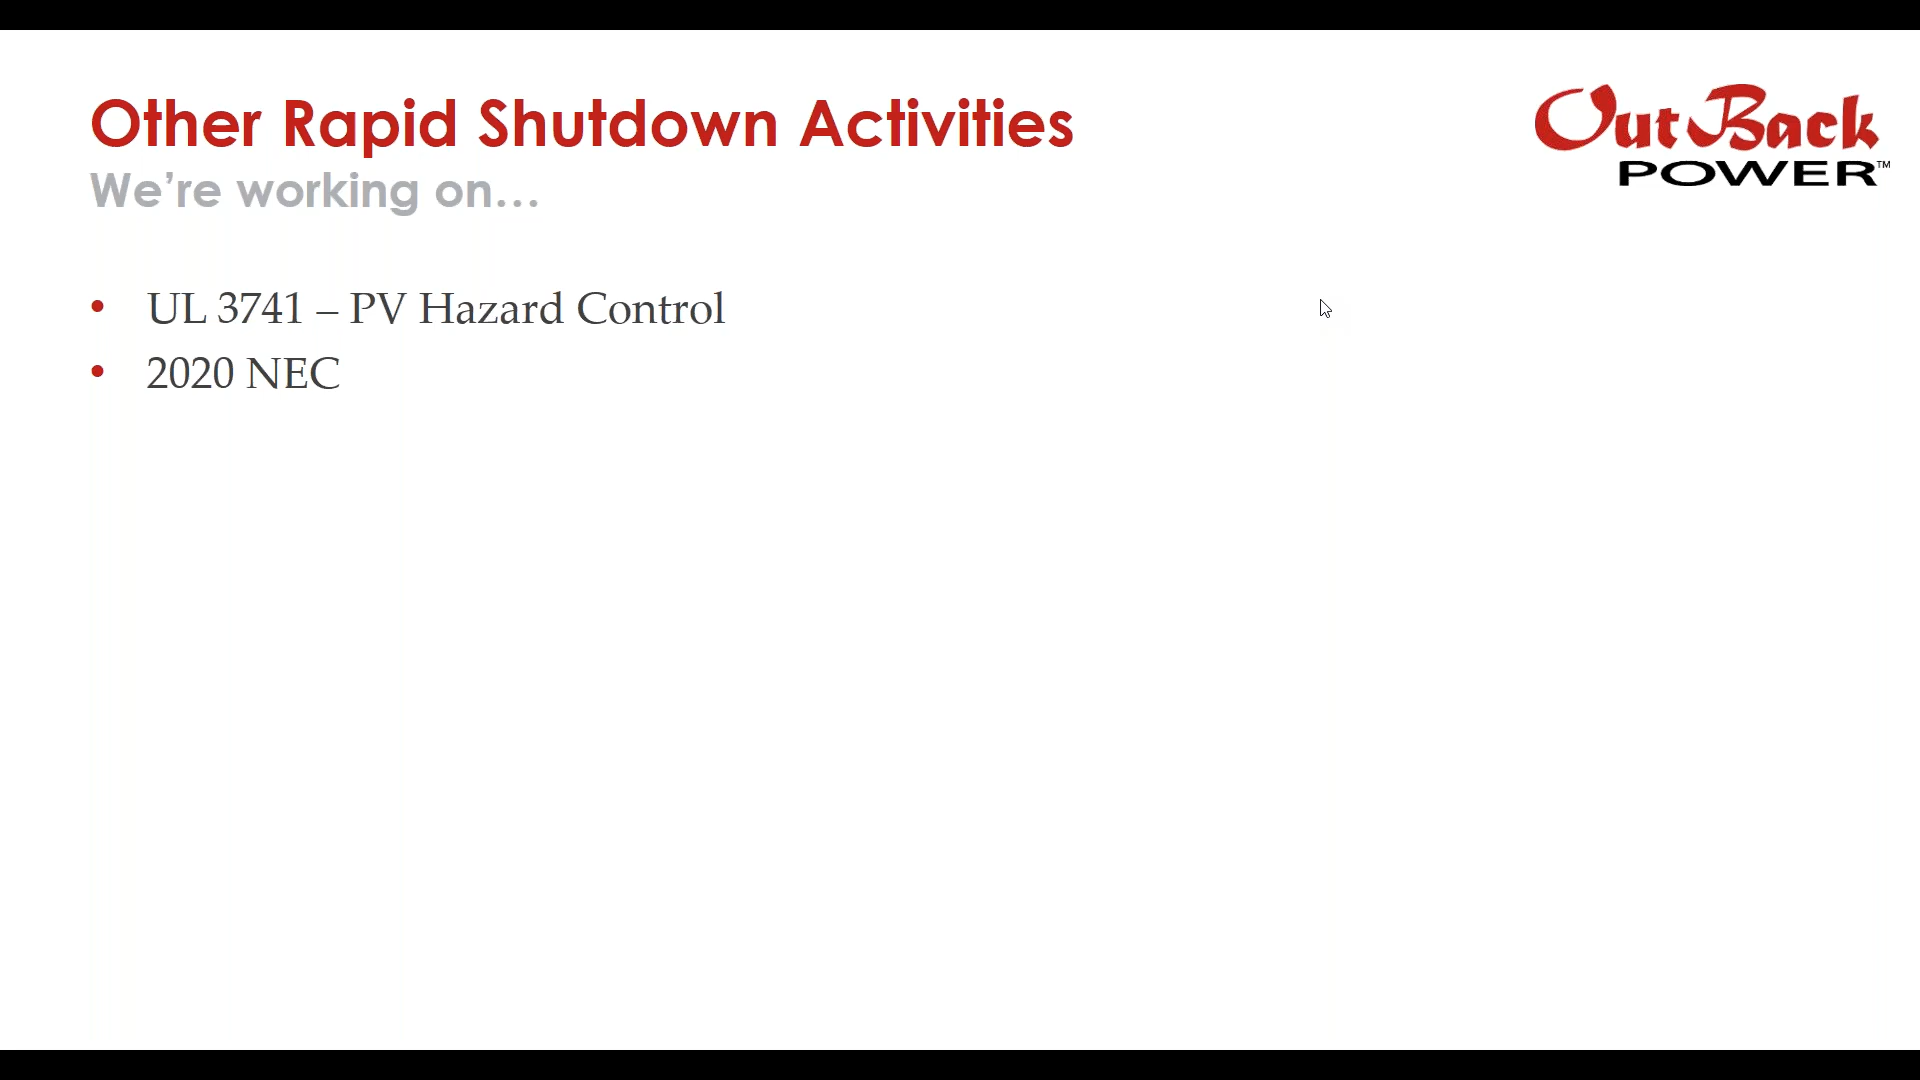 Other Rapid Shutdown Activities
We’re working on…
OutBack
POWER™
• UL 3741 – PV Hazard Control
• 2020 NEC